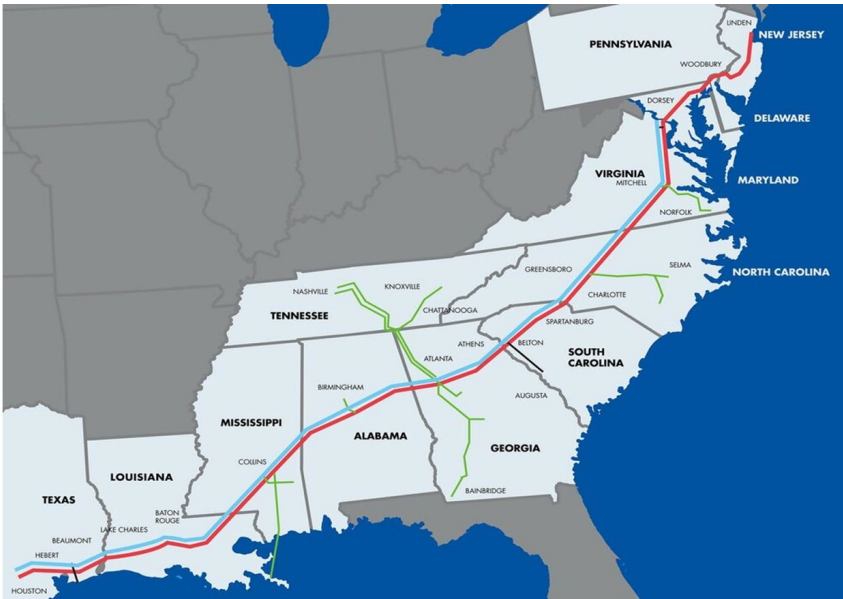 LINDEN
NEW JERSEY
PENNSYLVANIA
WOODBURY
DORSEY
DELAWARE
VIRGINIA
MITCHELL
MARYLAND
NORFOLK
NORTH CAROLINA
GREENSBORO
SELMA
NASHVILLE
KNOXVILLE
CHARLOTTE
TENNESSEE
CHATTANOOGA
SPARTANBURG
ATHENS
BELTON
ATLANTA
SOUTH
CAROLINA
BIRMINGHAM
AUGUSTA
MISSISSIPPI
ALABAMA
GEORGIA
COLLINS
LOUISIANA
BAINBRIDGE
TEXAS
BATON
ROUGE
LAKE CHARLES
BEAUMONT
HEBERT
HOUSTON